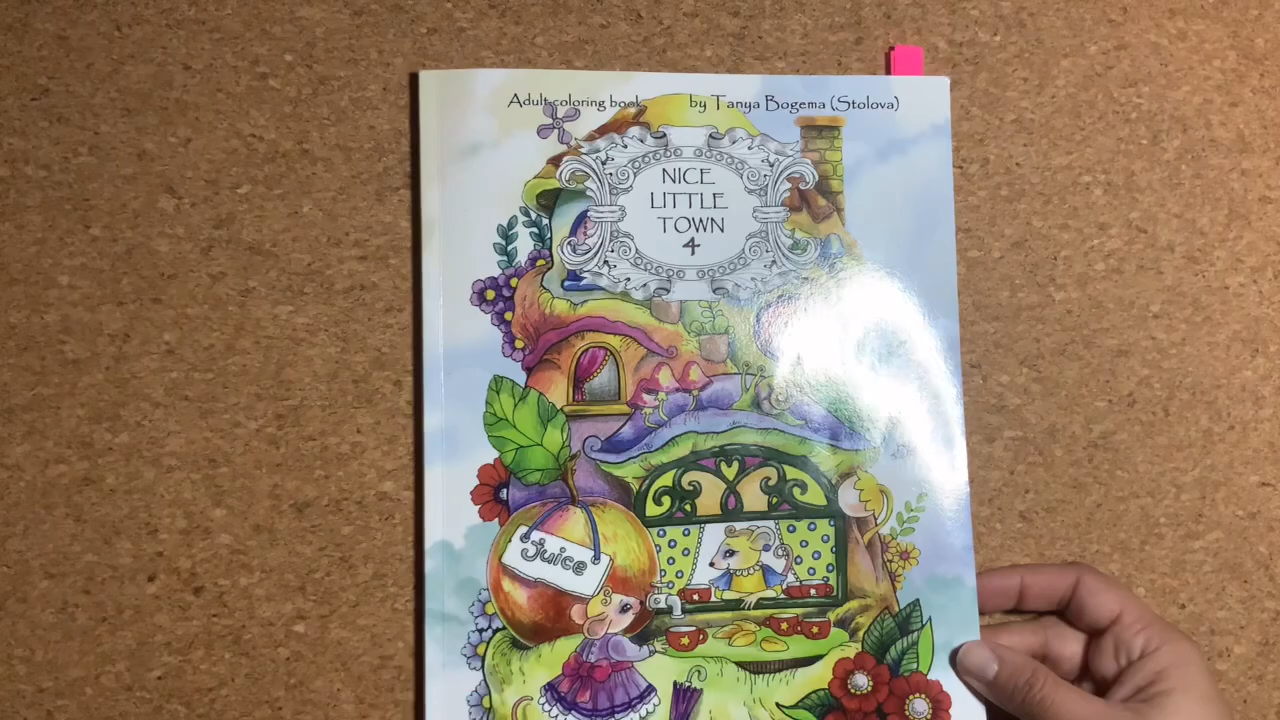 Adult coloring book by Tanya Bogema (Stolova)
NICE
LITTLE
TOWN
4
Juice